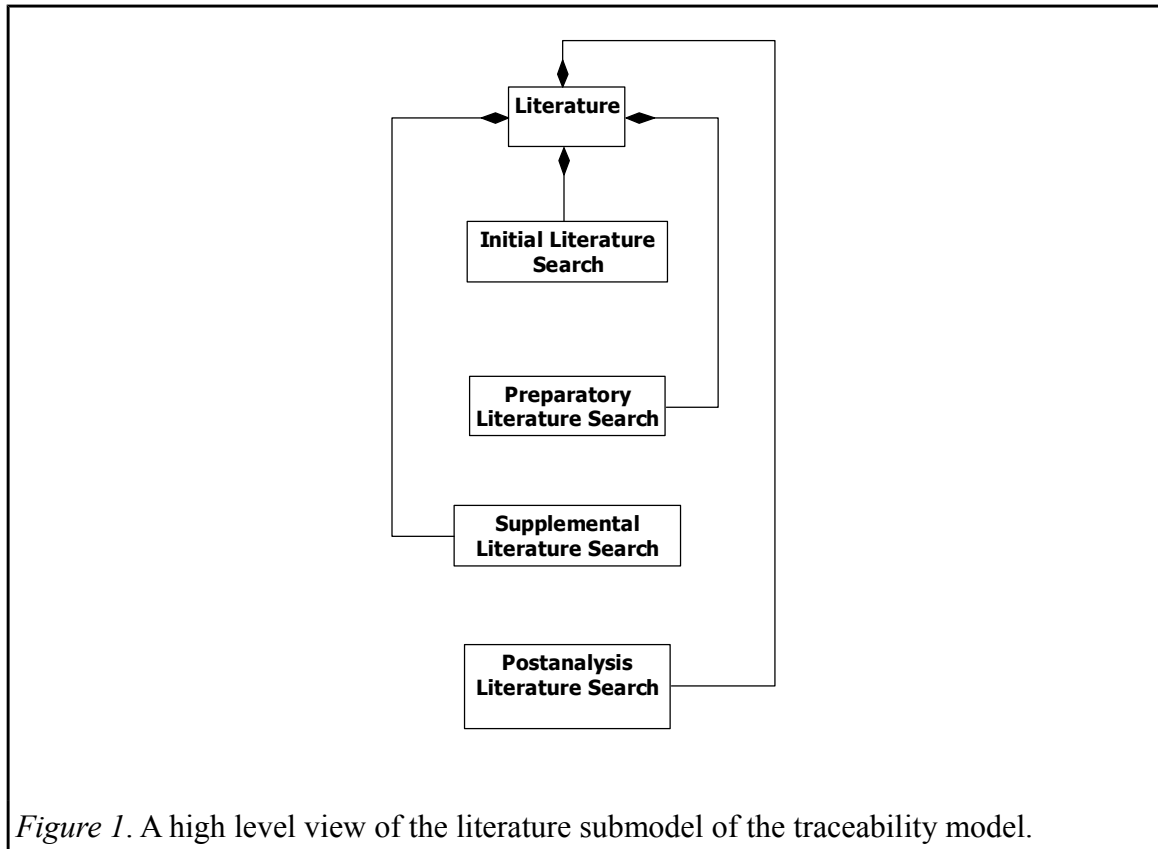 Literature
Initial Literature
Search
Preparatory
Literature Search
Supplemental
Literature Search
Postanalysis
Literature Search
Figure 1. A high level view of the literature submodel of the traceability model.